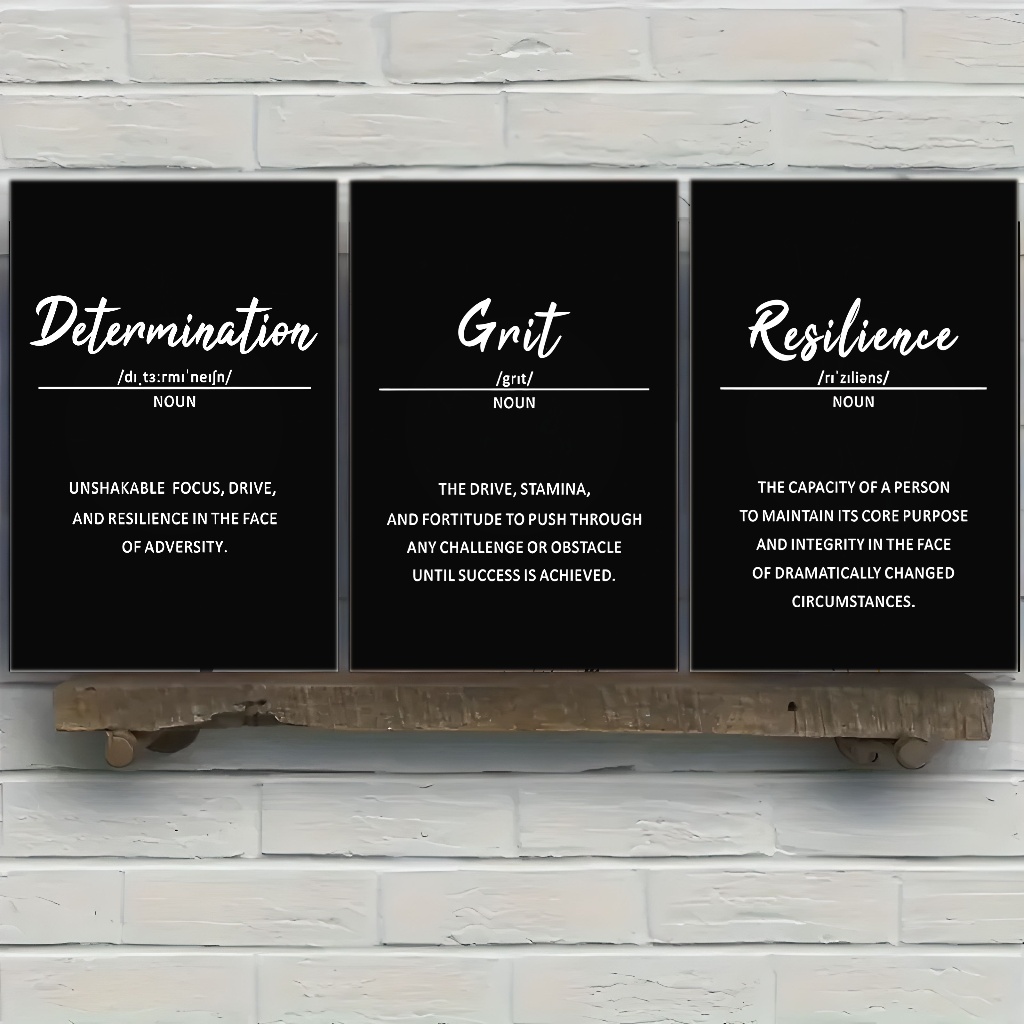 Determination
/dɪˌtɜːrmɪˈneɪʃn/
NOUN
UNSHAKABLE FOCUS, DRIVE,
AND RESILIENCE IN THE FACE
OF ADVERSITY.
Grit
/ɡrɪt/
NOUN
THE DRIVE, STAMINA,
AND FORTITUDE TO PUSH THROUGH
ANY CHALLENGE OR OBSTACLE
UNTIL SUCCESS IS ACHIEVED.
Resilience
/rɪˈzɪliəns/
NOUN
THE CAPACITY OF A PERSON
TO MAINTAIN ITS CORE PURPOSE
AND INTEGRITY IN THE FACE
OF DRAMATICALLY CHANGED
CIRCUMSTANCES.